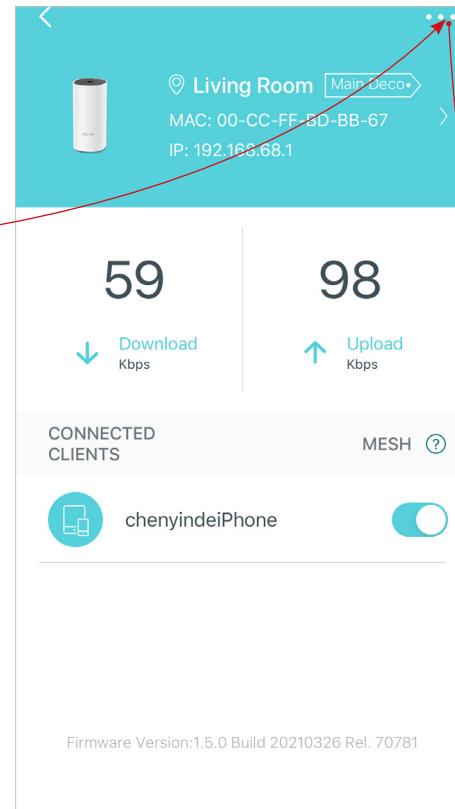 Living Room Main Deco
MAC: 00-CC-FF-BD-BB-67
IP: 192.168.68.1
59 98
Download Upload
Kbps Kbps
CONNECTED
CLIENTS MESH ?
chenyindeiPhone
Firmware Version:1.5.0 Build 20210326 Rel. 70781